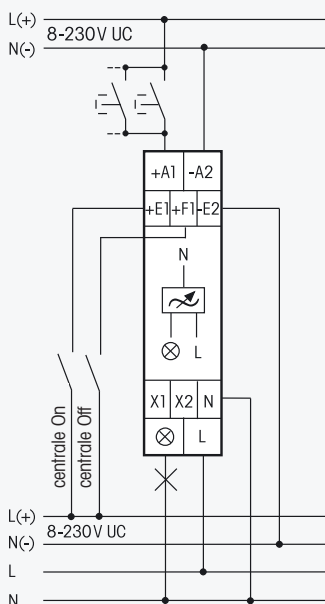 L(+)
8-230V UC
N(-)
+A1 -A2
+E1 +F1 -E2
N
L
X1 X2 N
L
centrale On
centrale Off
L(+)
8-230V UC
N(-)
L
N